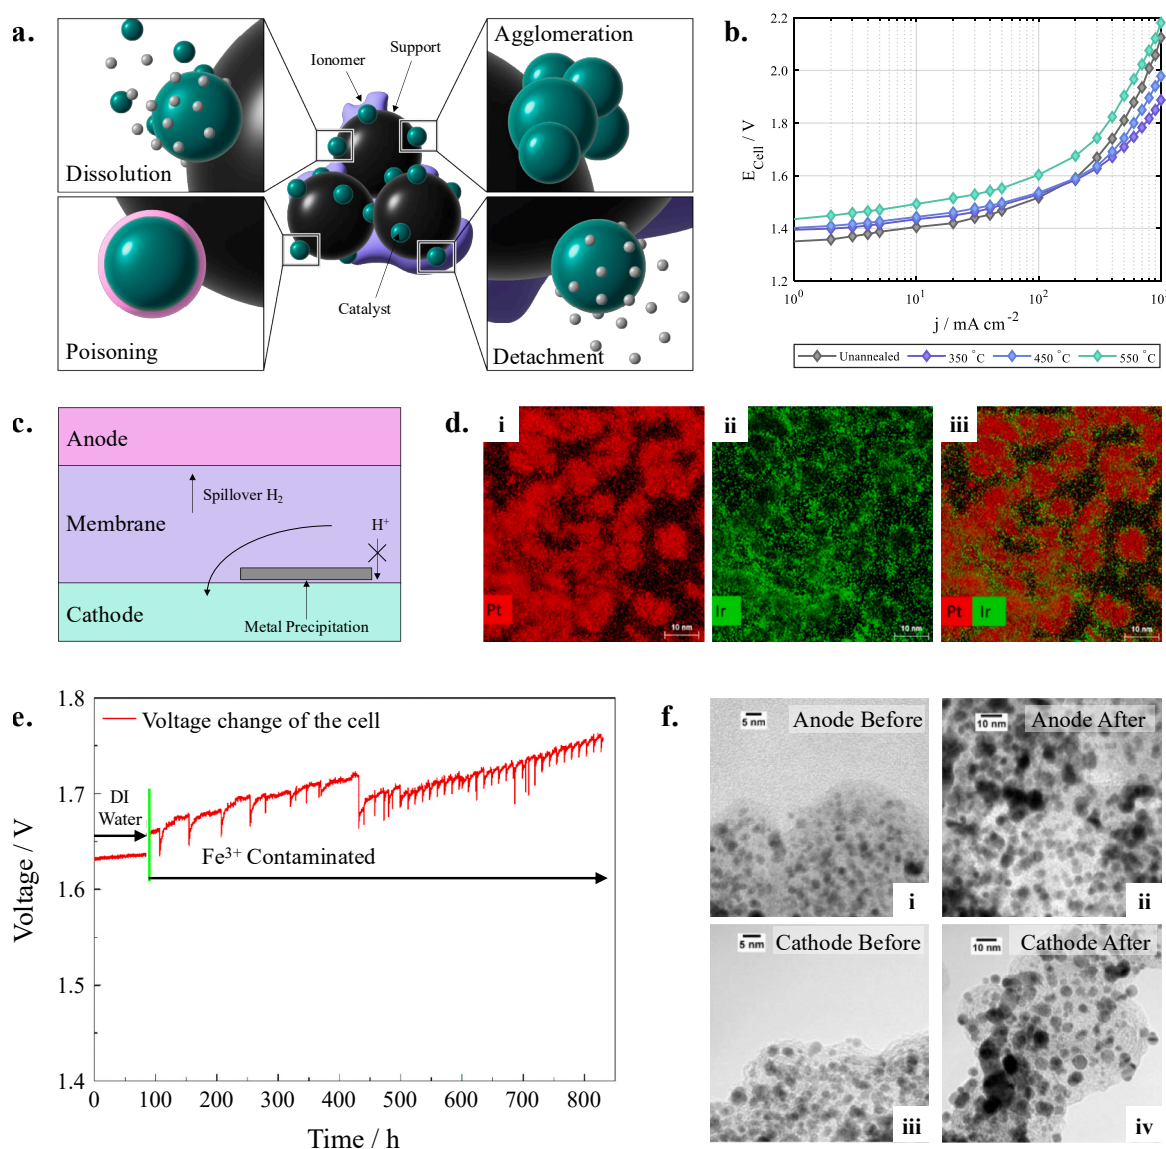 a.
Dissolution
Ionomer
Support
Agglomeration
Poisoning
Catalyst
Detachment
b.
E_Cell / V
2.2
2.0
1.8
1.6
1.4
1.2
10⁰
10¹
10²
10
j / mA cm⁻²
Unannealed
350 °C
450 °C
550 °C
c.
Anode
Spillover H₂
Membrane
H⁺
Cathode
Metal Precipitation
d.
i
Pt
10 nm
ii
Ir
10 nm
iii
Pt Ir
10 nm
e.
Voltage / V
1.8
1.7
1.6
1.5
1.4
Voltage change of the cell
DI
Water
Fe³⁺ Contaminated
0 100 200 300 400 500 600 700 800
Time / h
f.
5 nm
Anode Before
i
10 nm
Anode After
ii
5 nm
Cathode Before
iii
10 nm
Cathode After
iv